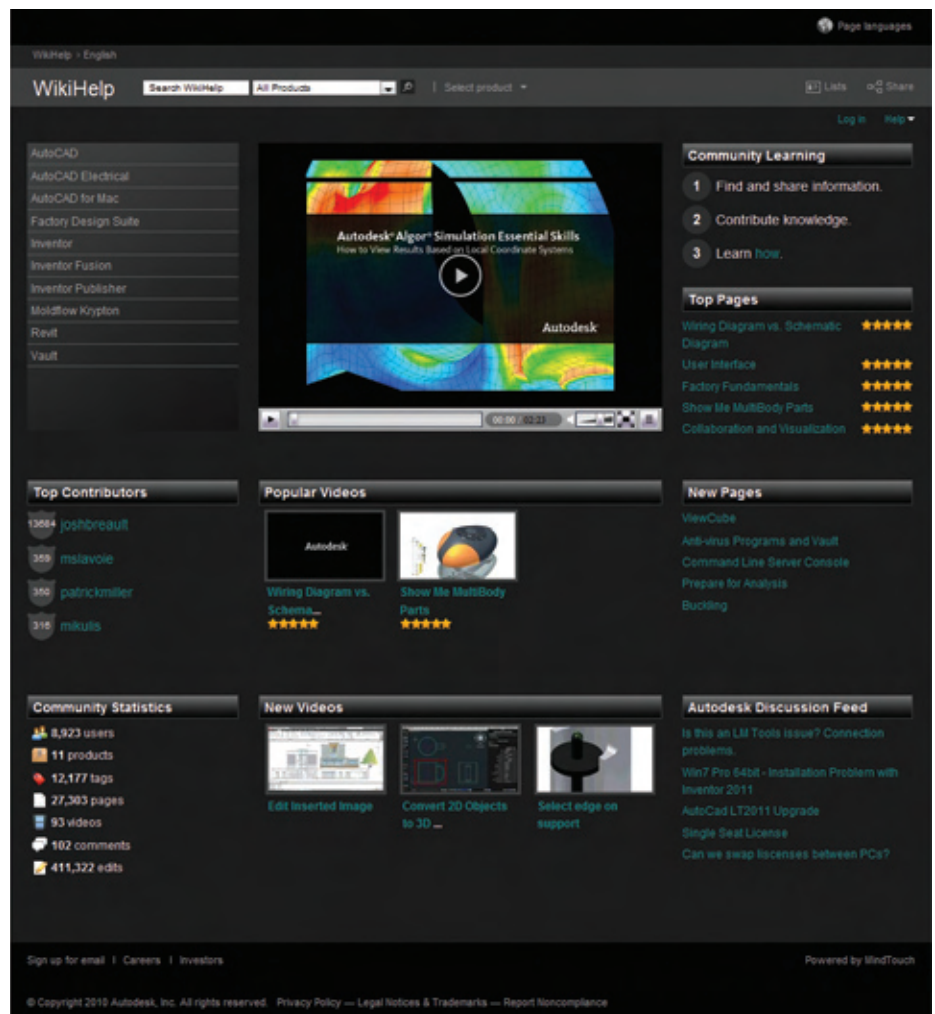 Page languages
WikiHelp > English
WikiHelp Search WikiHelp All Products | Select product Lists Share
Log in Help
AutoCAD
AutoCAD Electrical
AutoCAD for Mac
Factory Design Suite
Inventor
Inventor Fusion
Inventor Publisher
Moldflow Krypton
Revit
Vault
Autodesk® Algor® Simulation Essential Skills
How to View Results Based on Local Coordinate Systems
Autodesk
00:00 / 02:23
Community Learning
1 Find and share information.
2 Contribute knowledge.
3 Learn how.
Top Pages
Wiring Diagram vs. Schematic
Diagram
User Interface
Factory Fundamentals
Show Me MultiBody Parts
Collaboration and Visualization
Top Contributors
13664 joshbreault
359 mslavoie
350 patrickmiller
316 mikulis
Popular Videos
Autodesk
Wiring Diagram vs.
Schema...
Show Me MultiBody
Parts
New Pages
ViewCube
Anti-virus Programs and Vault
Command Line Server Console
Prepare for Analysis
Buckling
Community Statistics
8,923 users
11 products
12,177 tags
27,303 pages
93 videos
102 comments
411,322 edits
New Videos
Edit Inserted Image
Convert 2D Objects
to 3D ...
Select edge on
support
Autodesk Discussion Feed
Is this an LM Tools issue? Connection
problems.
Win7 Pro 64bit - Installation Problem with
Inventor 2011
AutoCad LT2011 Upgrade
Single Seat License
Can we swap liscenses between PCs?
Sign up for email | Careers | Investors
Powered by MindTouch
© Copyright 2010 Autodesk, Inc. All rights reserved. Privacy Policy — Legal Notices & Trademarks — Report Noncompliance